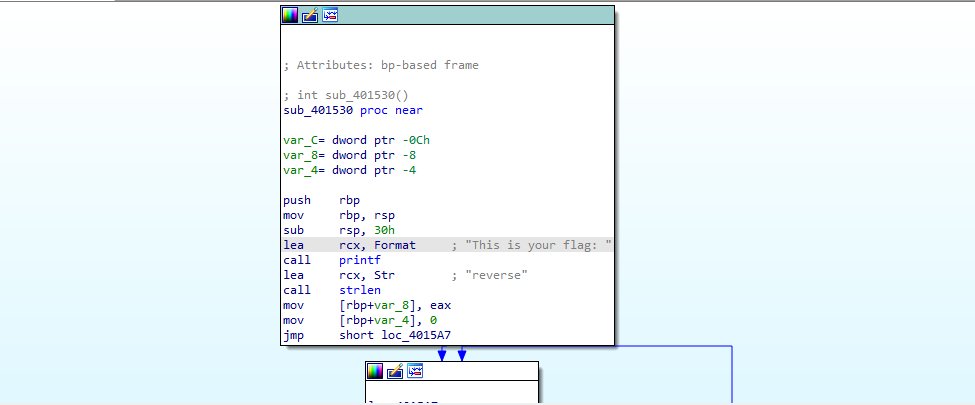 ; Attributes: bp-based frame
; int sub_401530()
sub_401530 proc near
var_C= dword ptr -0Ch
var_8= dword ptr -8
var_4= dword ptr -4
push    rbp
mov     rbp, rsp
sub     rsp, 30h
lea     rcx, Format     ; "This is your flag: "
call    printf
lea     rcx, Str        ; "reverse"
call    strlen
mov     [rbp+var_8], eax
mov     [rbp+var_4], 0
jmp     short loc_4015A7